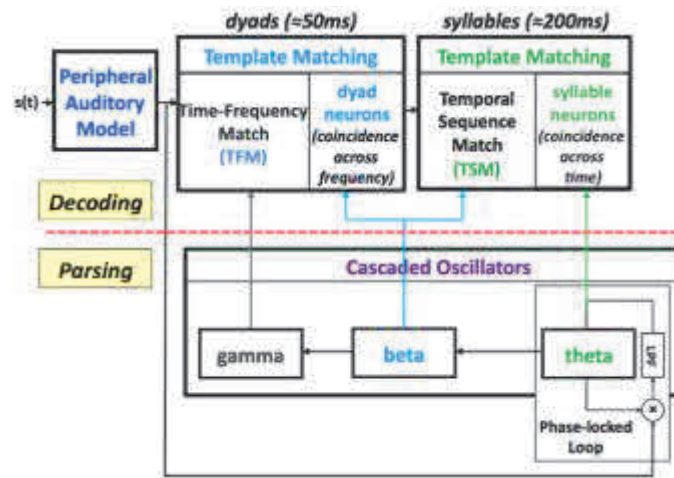 dyads (≈50ms)
syllables (≈200ms)
Template Matching
Template Matching
s(t)
Peripheral
Auditory
Model
Time-Frequency
Match
(TFM)
dyad
neurons
(coincidence
across
frequency)
Temporal
Sequence
Match
(TSM)
syllable
neurons
(coincidence
across
time)
Decoding
Parsing
Cascaded Oscillators
gamma
beta
theta
LPF
×
Phase-locked
Loop